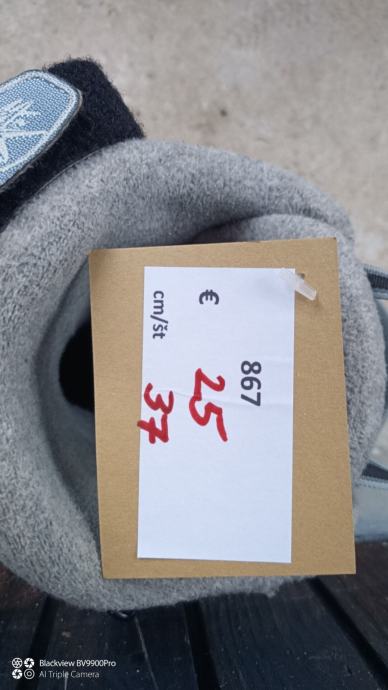 867
€ 25
cm/št 37
Blackview BV9900Pro
AI Triple Camera